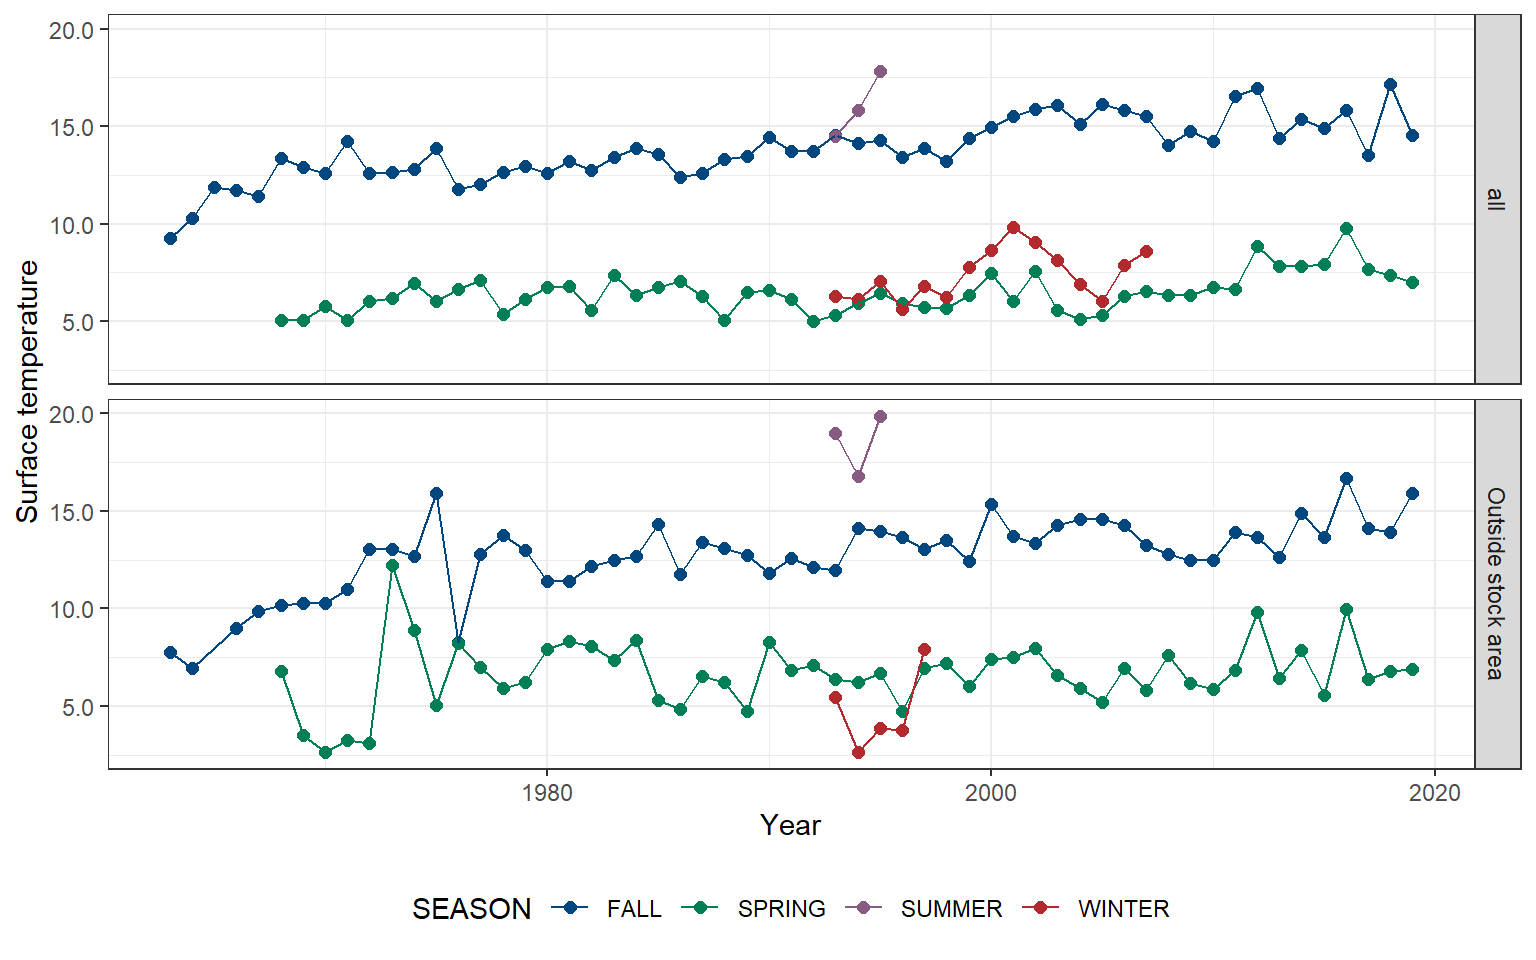 20.0
15.0
10.0
5.0
all
20.0
15.0
10.0
5.0
Outside stock area
Surface temperature
1980 2000 2020
Year
SEASON FALL SPRING SUMMER WINTER